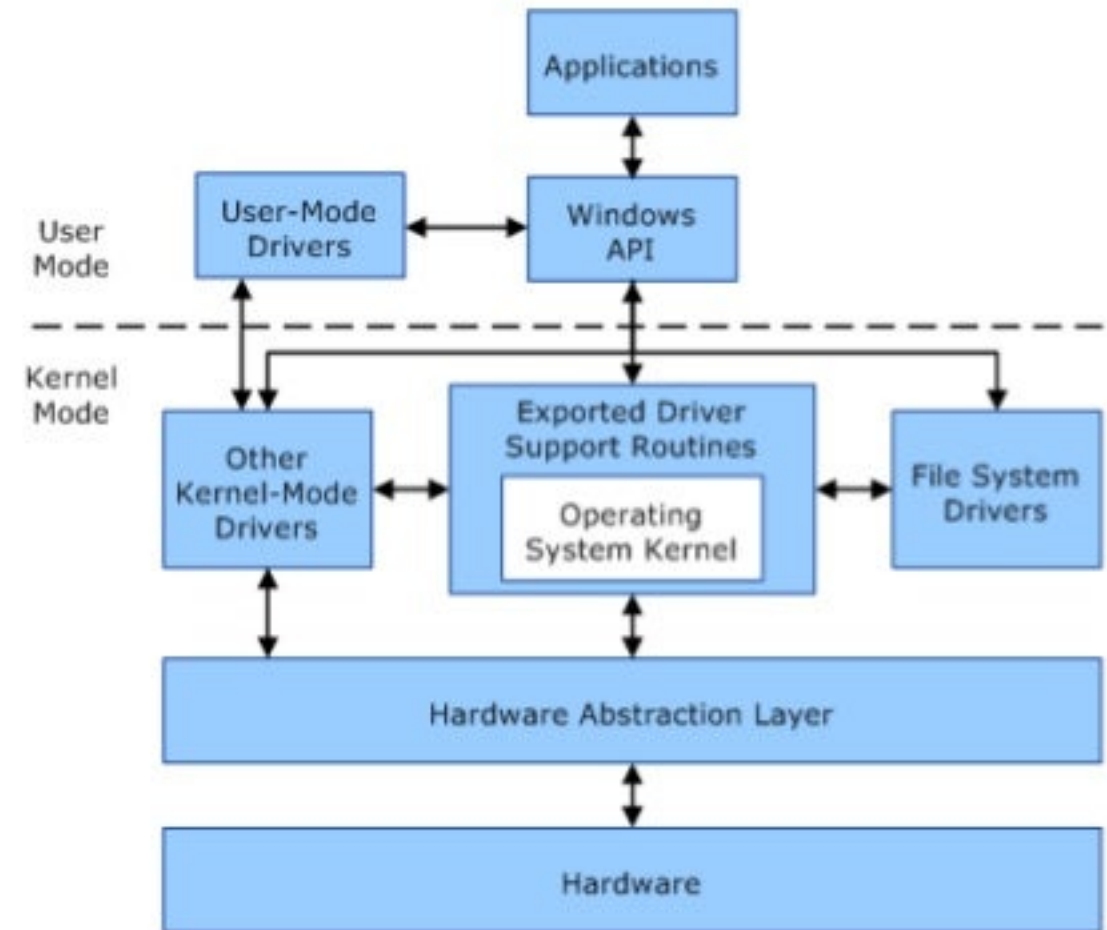 Applications
User-Mode
Drivers
Windows
API
User
Mode
Kernel
Mode
Other
Kernel-Mode
Drivers
Exported Driver
Support Routines
Operating
System Kernel
File System
Drivers
Hardware Abstraction Layer
Hardware